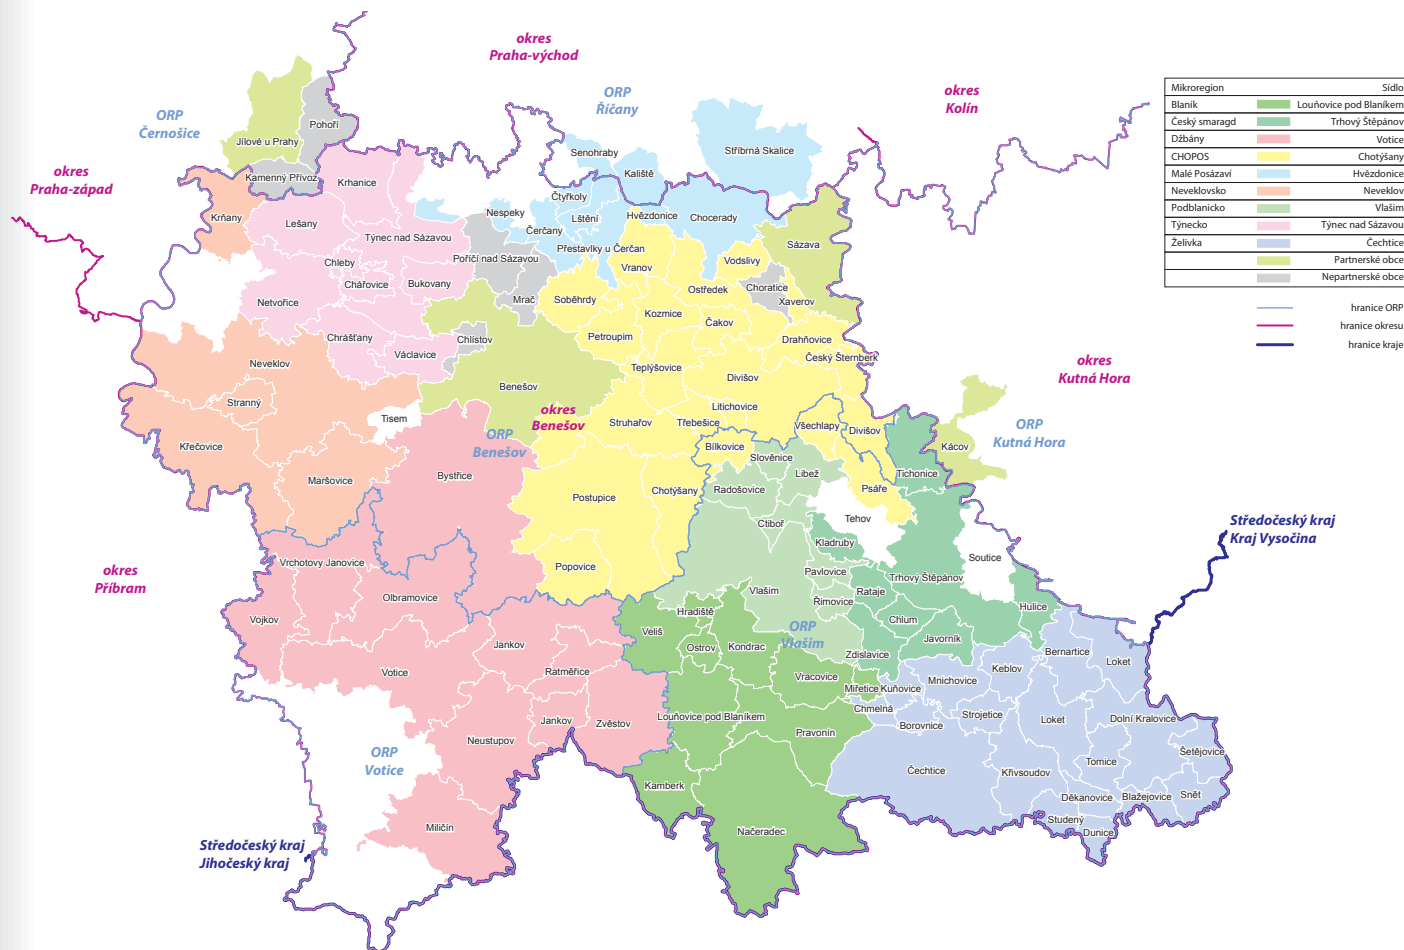 okres
Praha-východ
ORP
Říčany
okres
Kolín
ORP
Černošice
okres
Praha-západ
Mikroregion Sídlo
Blaník Louňovice pod Blaníkem
Český smaragd Trhový Štěpánov
Džbány Votice
CHOPOS Chotýšany
Malé Posázaví Hvězdonice
Neveklovsko Neveklov
Podblanicko Vlašim
Týnecko Týnec nad Sázavou
Želivka Čechtice
Partnerské obce
Nepartnerské obce
hranice ORP
hranice okresu
hranice kraje
Pohoří
Jílové u Prahy
Kamenný Přívoz
Krhanice
Krňany
Lešany
Týnec nad Sázavou
Chleby
Chářovice
Bukovany
Netvořice
Chrášťany
Václavice
Senohraby
Kaliště
Stříbrná Skalice
Čtyřkoly
Nespeky
Lštění
Hvězdonice
Chocerady
Čerčany
Přestavlky u Čerčan
Poříčí nad Sázavou
Mrač
Chlístov
Sázava
Vranov
Vodslivy
Soběhrdy
Ostředek
Choratice
Xaverov
Kozmice
Čakov
Petroupim
Drahňovice
Český Šternberk
Teplýšovice
Divišov
Neveklov
Stranný
Tisem
Benešov
okres
Benešov
ORP
Benešov
Křečovice
Maršovice
Bystřice
Struhařov
Třebešice
Litichovice
Všechlapy
Divišov
Bílkovice
Slověnice
Libež
Psáře
Tichonice
Kácov
okres
Kutná Hora
ORP
Kutná Hora
Postupice
Chotýšany
Radošovice
Ctiboř
Tehov
Kladruby
Soutice
Středočeský kraj
Kraj Vysočina
Popovice
Vlašim
Pavlovice
Římovice
Rataje
Trhový Štěpánov
Hulice
Chlum
Javorník
Zdislavice
ORP
Vlašim
okres
Příbram
Vrchotovy Janovice
Olbramovice
Vojkov
Votice
Jankov
Ratměřice
Jankov
Zvěstov
Neustupov
ORP
Votice
Miličín
Středočeský kraj
Jihočeský kraj
Veliš
Hradiště
Ostrov
Kondrac
Vracovice
Miřetice
Louňovice pod Blaníkem
Pravonín
Kamberk
Načeradec
Kuňovice
Mnichovice
Keblov
Bernartice
Loket
Chmelná
Borovnice
Strojetice
Loket
Dolní Kralovice
Čechtice
Křivsoudov
Tomice
Šetějovice
Děkanovice
Blažejovice
Snět
Studený
Dunice